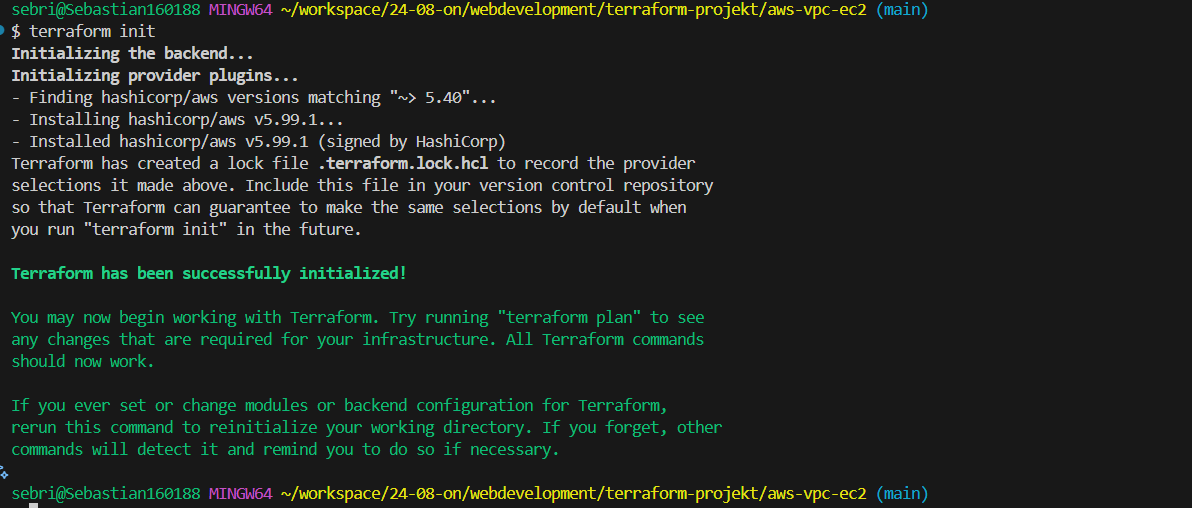 sebri@Sebastian160188 MINGW64 ~/workspace/24-08-on/webdevelopment/terraform-projekt/aws-vpc-ec2 (main)
$ terraform init
Initializing the backend...
Initializing provider plugins...
- Finding hashicorp/aws versions matching "~> 5.40"...
- Installing hashicorp/aws v5.99.1...
- Installed hashicorp/aws v5.99.1 (signed by HashiCorp)
Terraform has created a lock file .terraform.lock.hcl to record the provider
selections it made above. Include this file in your version control repository
so that Terraform can guarantee to make the same selections by default when
you run "terraform init" in the future.

Terraform has been successfully initialized!

You may now begin working with Terraform. Try running "terraform plan" to see
any changes that are required for your infrastructure. All Terraform commands
should now work.

If you ever set or change modules or backend configuration for Terraform,
rerun this command to reinitialize your working directory. If you forget, other
commands will detect it and remind you to do so if necessary.

sebri@Sebastian160188 MINGW64 ~/workspace/24-08-on/webdevelopment/terraform-projekt/aws-vpc-ec2 (main)